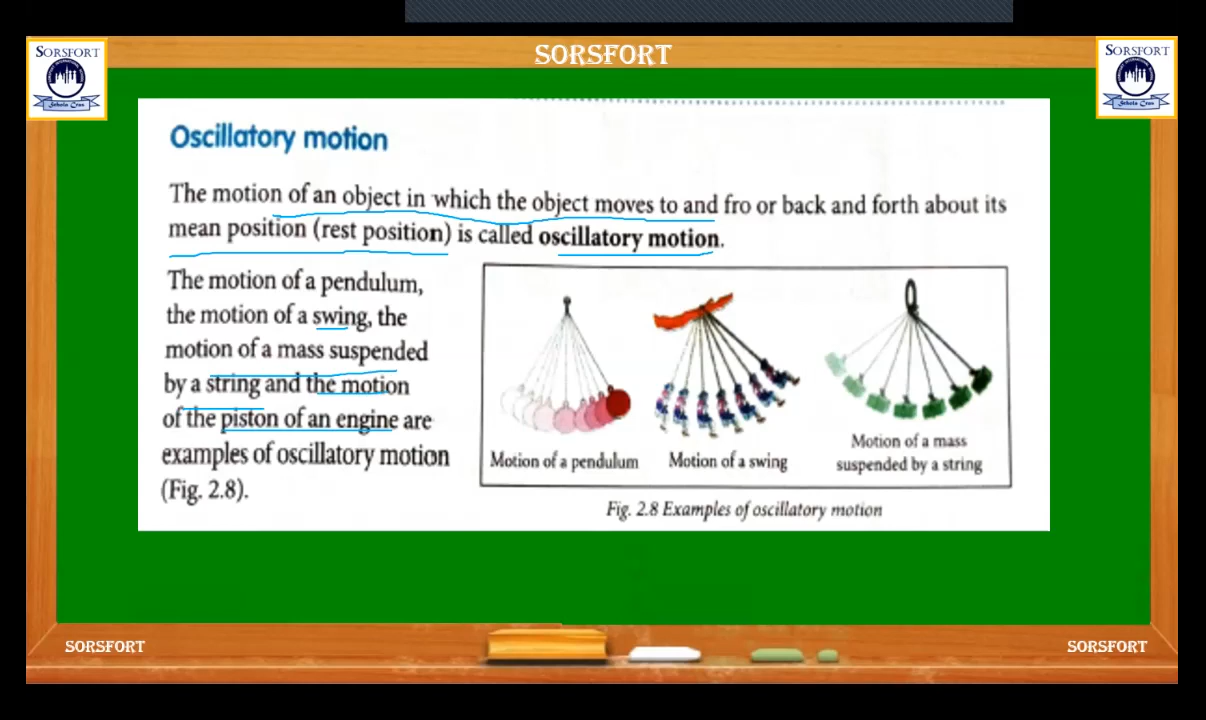 SORSFORT
SORSFORT
Schola Crux
SORSFORT
Schola Crux
Oscillatory motion
The motion of an object in which the object moves to and fro or back and forth about its
mean position (rest position) is called oscillatory motion.
The motion of a pendulum,
the motion of a swing, the
motion of a mass suspended
by a string and the motion
of the piston of an engine are
examples of oscillatory motion
(Fig. 2.8).
Motion of a pendulum
Motion of a swing
Motion of a mass
suspended by a string
Fig. 2.8 Examples of oscillatory motion
SORSFORT
SORSFORT